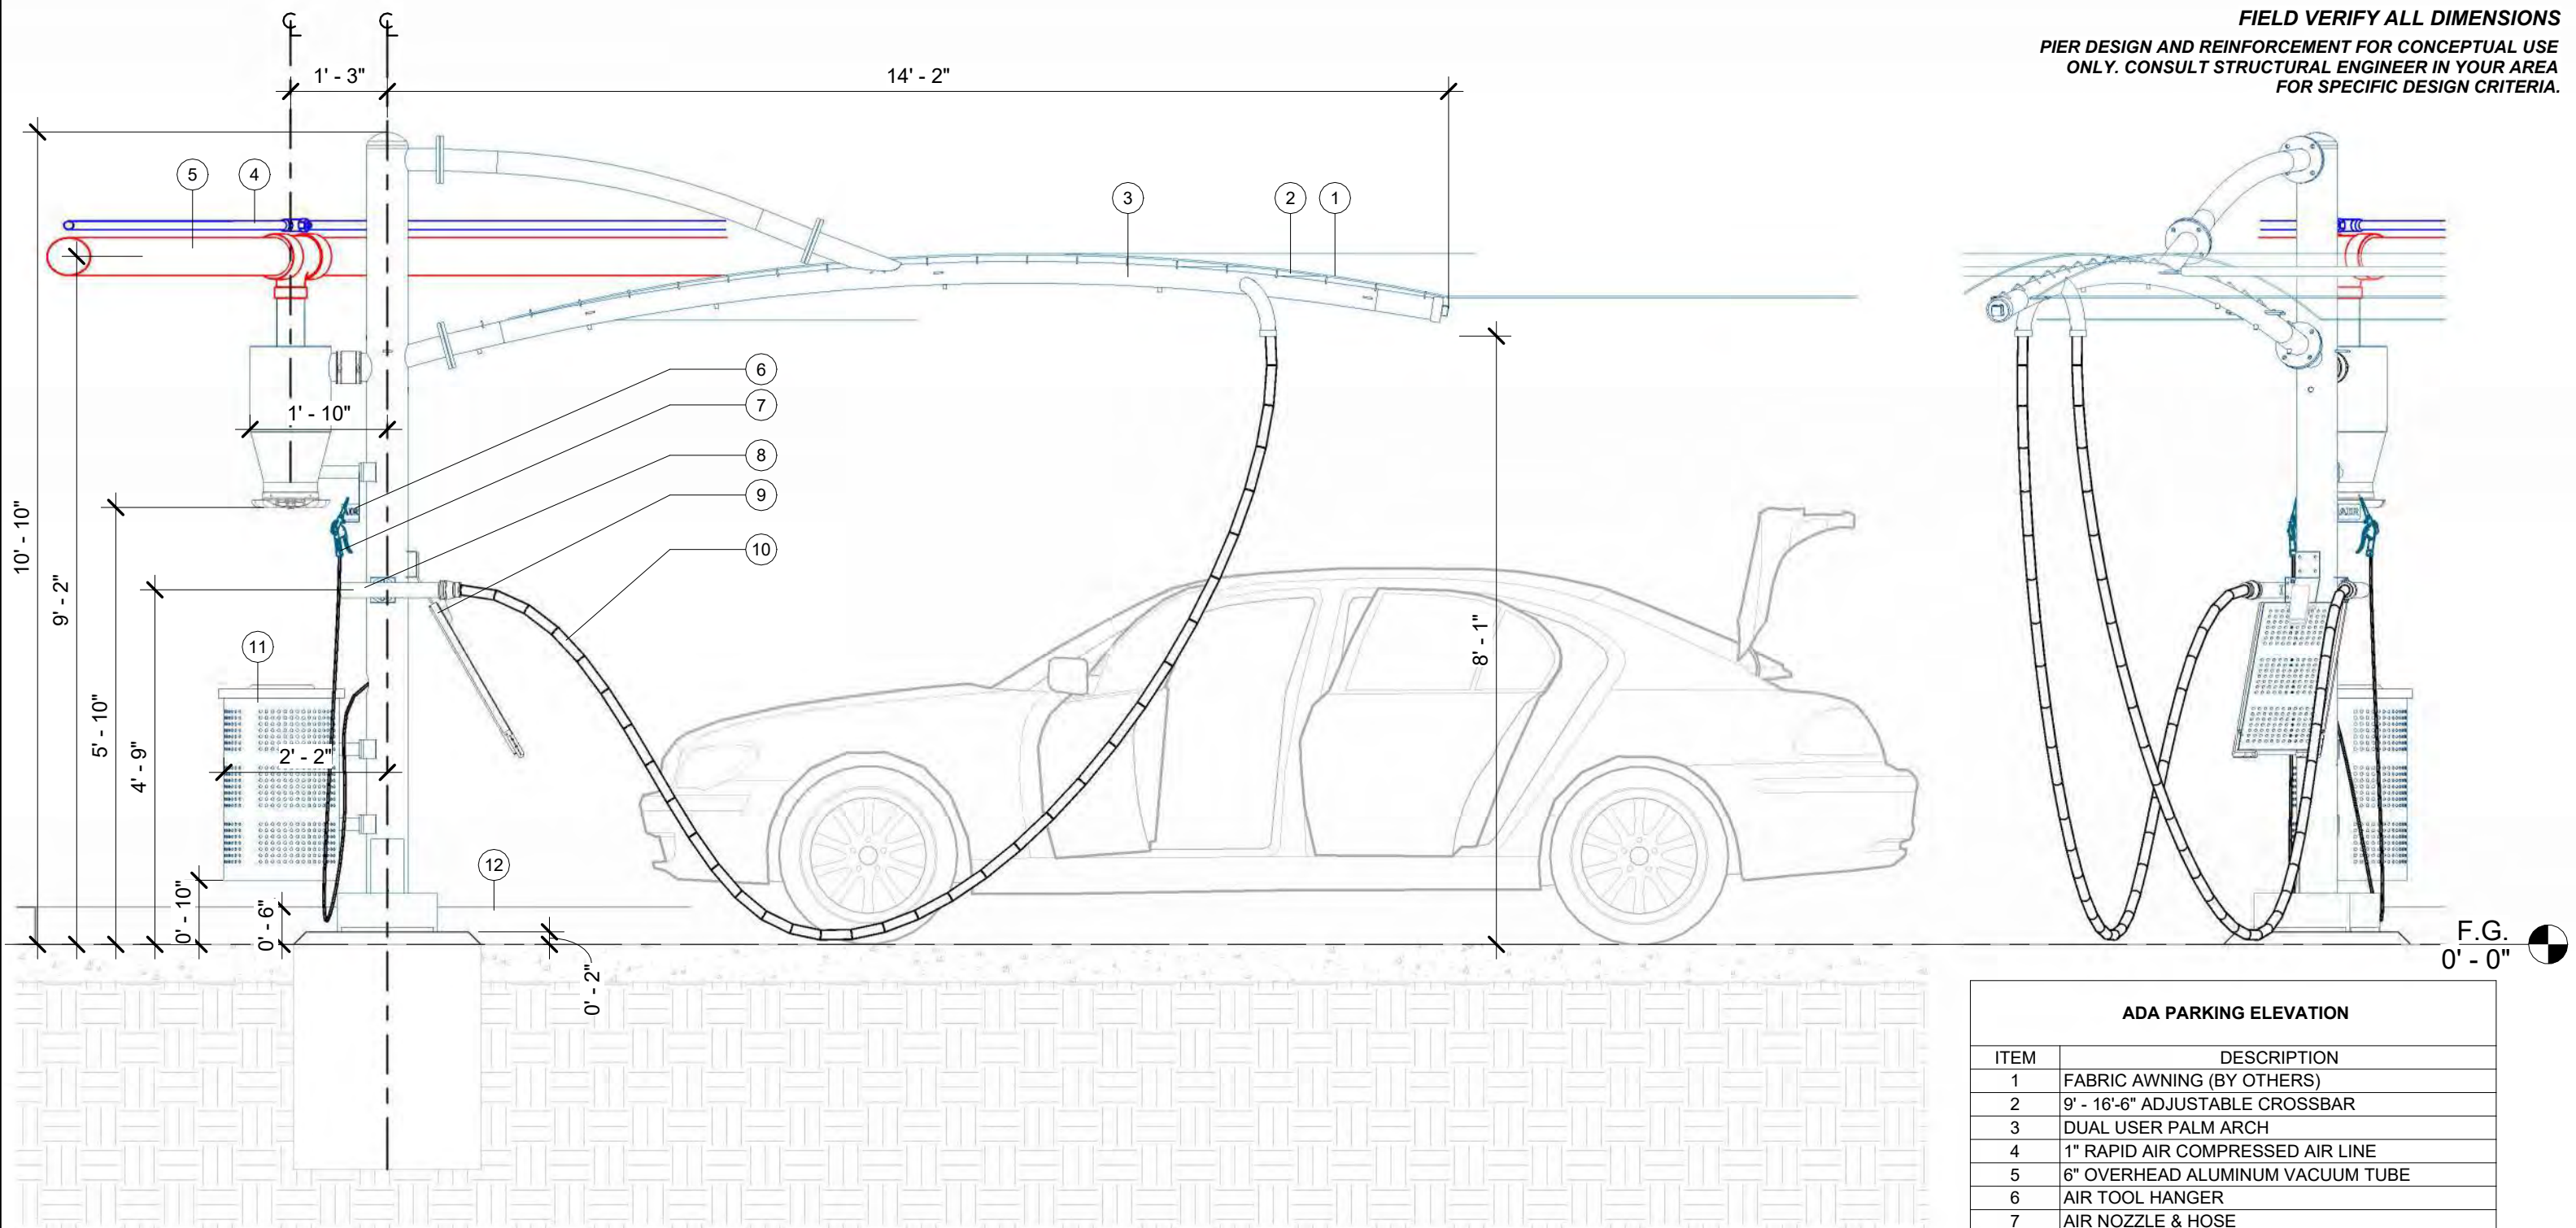 FIELD VERIFY ALL DIMENSIONS
PIER DESIGN AND REINFORCEMENT FOR CONCEPTUAL USE
ONLY. CONSULT STRUCTURAL ENGINEER IN YOUR AREA
FOR SPECIFIC DESIGN CRITERIA.
℄ ℄
1' - 3" 14' - 2"
5 4 3 2 1
6
1' - 10" 7
8
9
10' - 10"
5' - 10"
10
9' - 2"
4' - 9"
11
8' - 1"
2' - 2"
12
0' - 10"
0' - 6"
0' - 2"
AIR
F.G.
0' - 0"
ADA PARKING ELEVATION
ITEM DESCRIPTION
1 FABRIC AWNING (BY OTHERS)
2 9' - 16'-6" ADJUSTABLE CROSSBAR
3 DUAL USER PALM ARCH
4 1" RAPID AIR COMPRESSED AIR LINE
5 6" OVERHEAD ALUMINUM VACUUM TUBE
6 AIR TOOL HANGER
7 AIR NOZZLE & HOSE